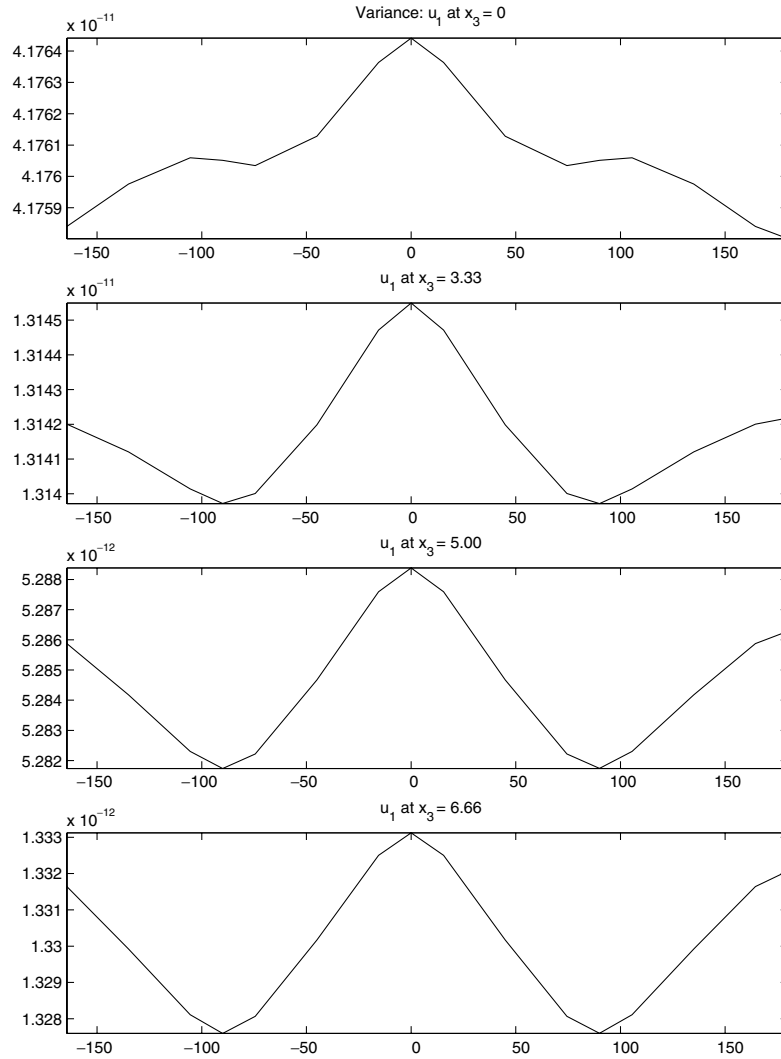 Variance: u₁ at x₃ = 0
x 10⁻¹¹
4.1764
4.1763
4.1761
4.176
4.1759
−150 −100 −50 0 50 100 150
u₁ at x₃ = 3.33
x 10⁻¹¹
1.3145
1.3144
1.3143
1.3142
1.3141
1.314
−150 −100 −50 0 50 100 150
u₁ at x₃ = 5.00
x 10⁻¹²
5.288
5.287
5.286
5.284
5.283
5.282
−150 −100 −50 0 50 100 150
u₁ at x₃ = 6.66
x 10⁻¹²
1.333
1.332
1.331
1.33
1.329
1.328
−150 −100 −50 0 50 100 150